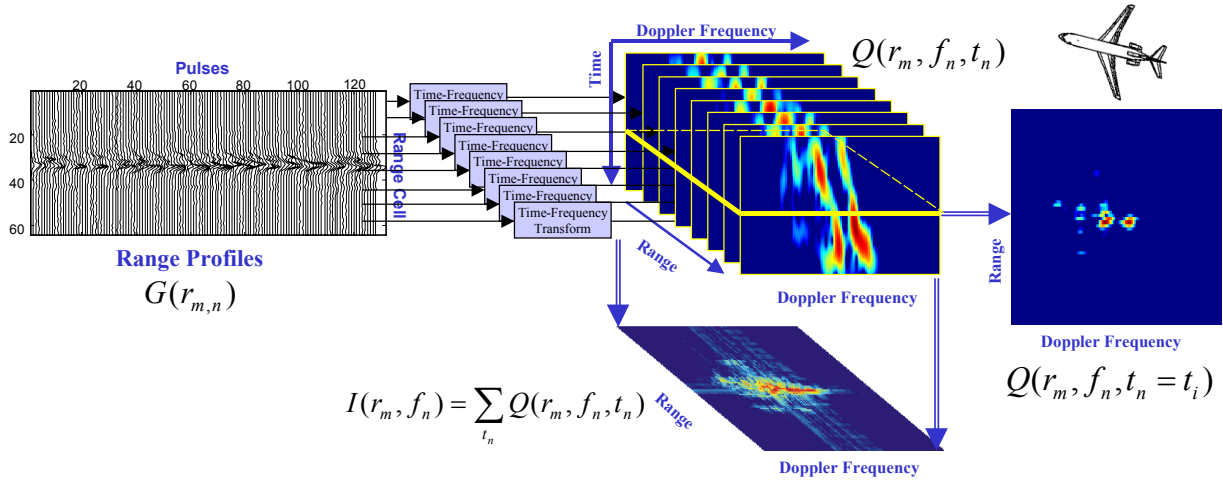 Pulses
20 40 60 80 100 120
20
40
60
Range Cell
Range Profiles
G(r_{m,n})
Time-Frequency
Time-Frequency
Time-Frequency
Time-Frequency
Time-Frequency
Time-Frequency
Time-Frequency
Time-Frequency
Transform
Doppler Frequency
Time
Q(r_m, f_n, t_n)
Range
Doppler Frequency
Range
Doppler Frequency
Q(r_m, f_n, t_n = t_i)
I(r_m, f_n) = \sum_{t_n} Q(r_m, f_n, t_n)
Range
Doppler Frequency